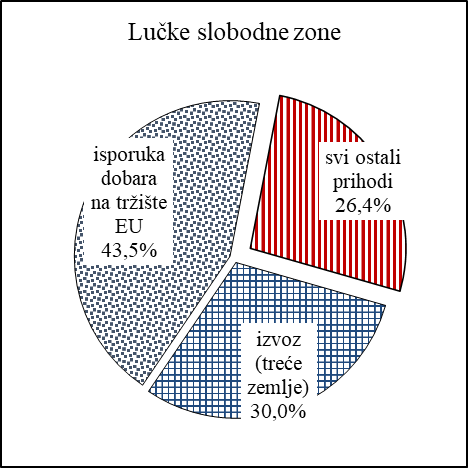 Lučke slobodne zone
isporuka
dobara
na tržište
EU
43,5%
svi ostali
prihodi
26,4%
izvoz
(treće
zemlje)
30,0%